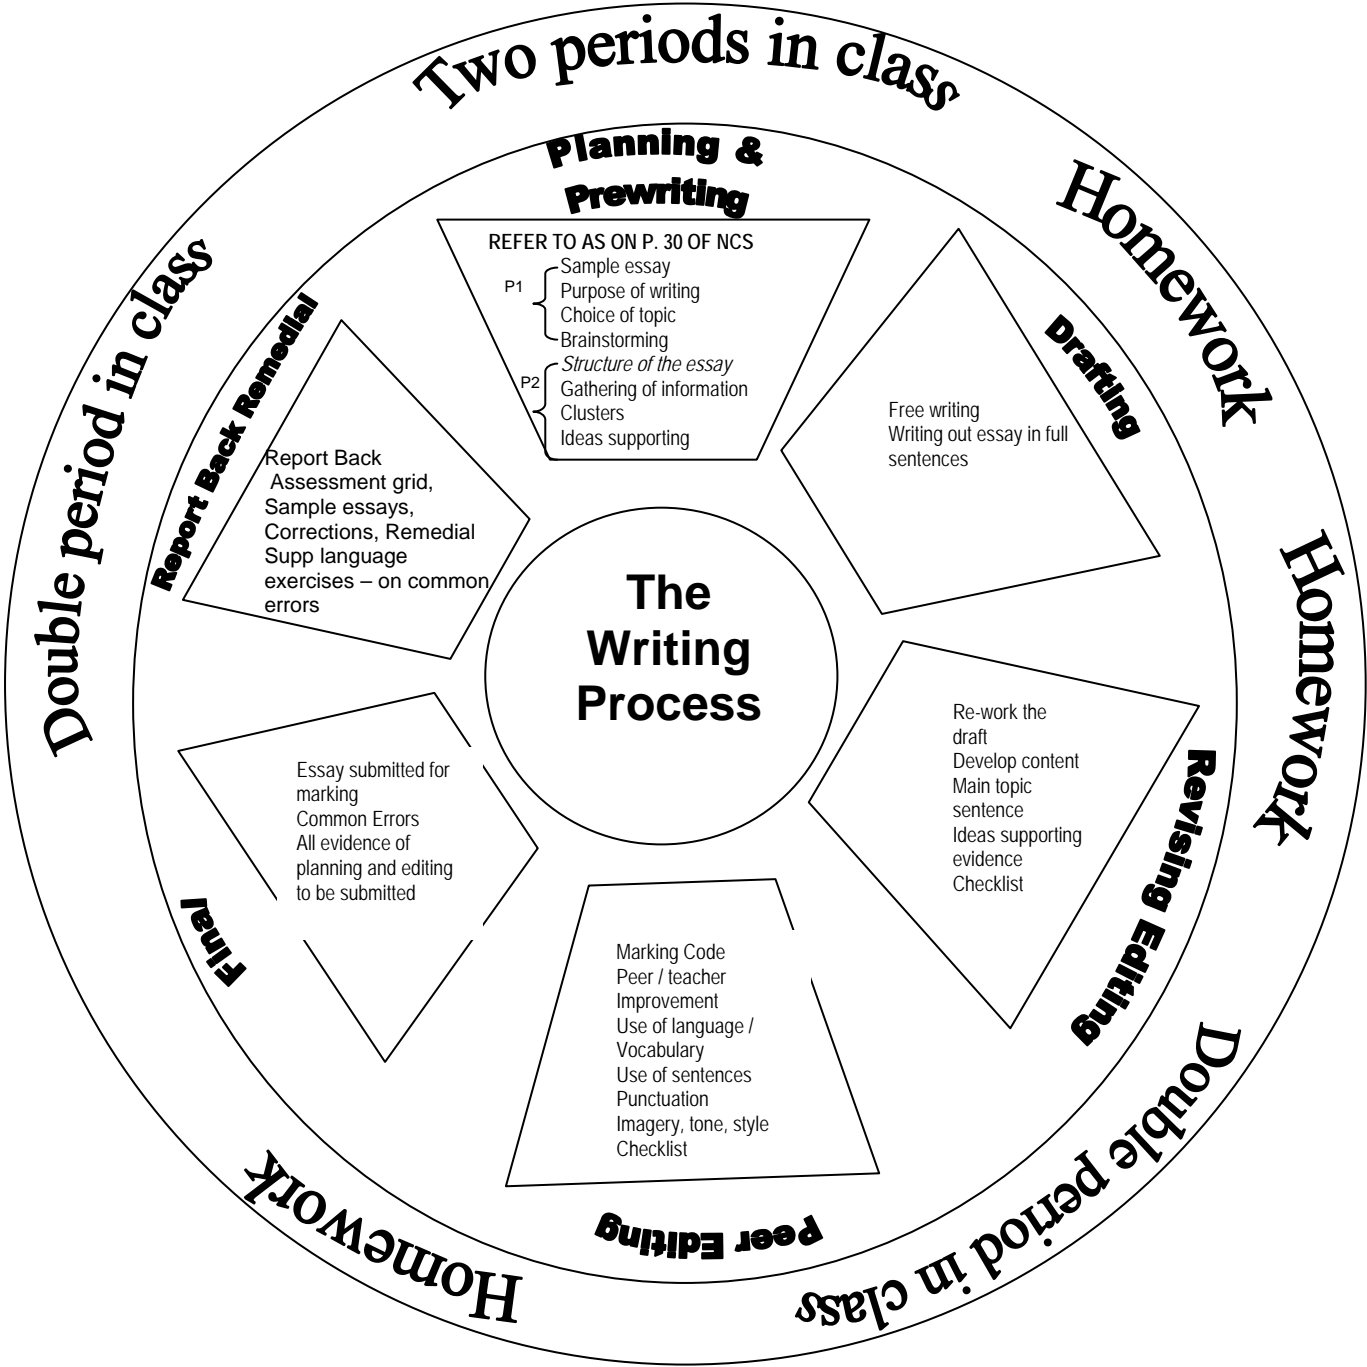 Two periods in class
Planning &
Prewriting
REFER TO AS ON P. 30 OF NCS
P1
Sample essay
Purpose of writing
Choice of topic
Brainstorming
P2
Structure of the essay
Gathering of information
Clusters
Ideas supporting
Homework
Drafting
Free writing
Writing out essay in full
sentences
Homework
Revising Editing
Re-work the
draft
Develop content
Main topic
sentence
Ideas supporting
evidence
Checklist
Double period in class
Peer Editing
Marking Code
Peer / teacher
Improvement
Use of language /
Vocabulary
Use of sentences
Punctuation
Imagery, tone, style
Checklist
Homework
Final
Essay submitted for
marking
Common Errors
All evidence of
planning and editing
to be submitted
Double period in class
Report Back Remedial
Report Back
Assessment grid,
Sample essays,
Corrections, Remedial
Supp language
exercises – on common
errors
The
Writing
Process